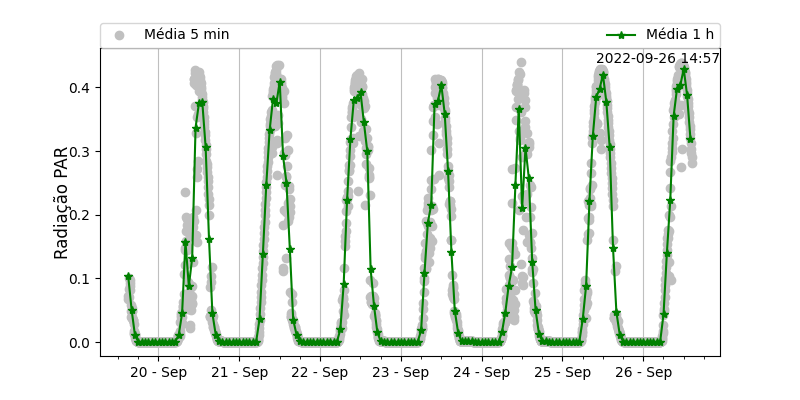 Média 5 min
Média 1 h
2022-09-26 14:57
Radiação PAR
0.4
0.3
0.2
0.1
0.0
20 - Sep
21 - Sep
22 - Sep
23 - Sep
24 - Sep
25 - Sep
26 - Sep